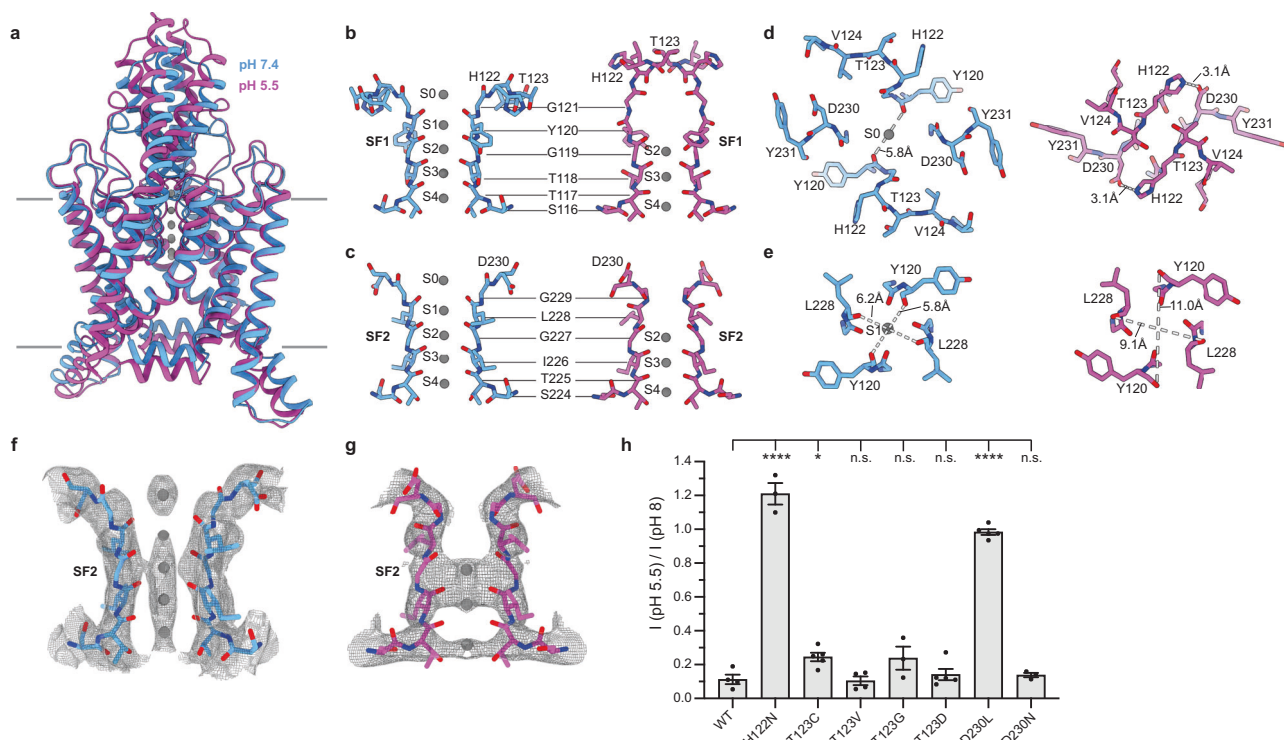 a
pH 7.4
pH 5.5
b
T123
H122
T123
H122
S0
G121
S1
Y120
SF1
S2
G119
S2
SF1
S3
T118
S3
T117
S4
S116
S4
c
S0
D230
D230
G229
S1
L228
SF2
S2
G227
S2
SF2
S3
I226
S3
S4
T225
S4
S224
d
V124
H122
T123
Y120
D230
S0
Y231
Y231
5.8Å
D230
Y120
T123
H122
V124
H122
3.1Å
T123
D230
V124
Y231
Y231
D230
T123
V124
3.1Å
H122
e
Y120
L228
6.2Å
5.8Å
S1
L228
Y120
Y120
L228
11.0Å
9.1Å
L228
Y120
f
SF2
g
SF2
h
**** * n.s. n.s. n.s. **** n.s.
I (pH 5.5) / I (pH 8)
1.4
1.2
1.0
0.8
0.6
0.4
0.2
0.0
WT
H122N
T123C
T123V
T123G
T123D
D230L
D230N